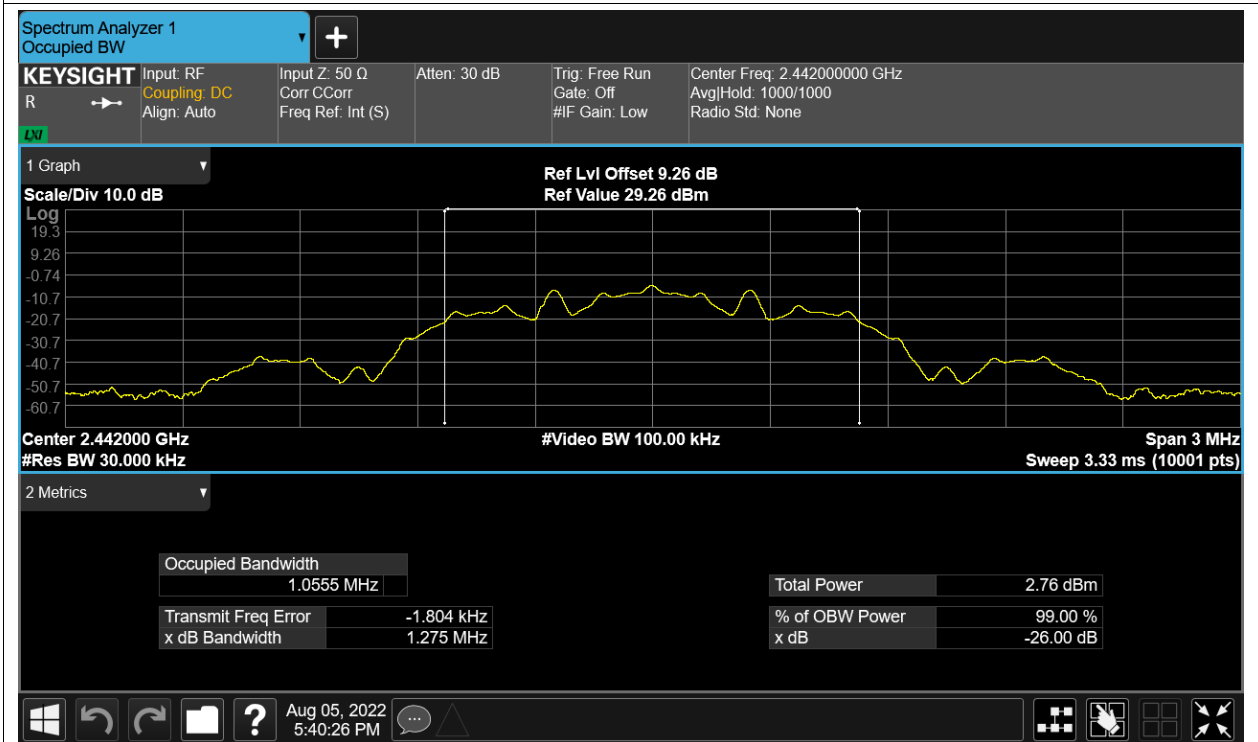 Spectrum Analyzer 1
Occupied BW
KEYSIGHT
R
LXI
Input: RF
Coupling: DC
Align: Auto
Input Z: 50 Ω
Corr CCorr
Freq Ref: Int (S)
Atten: 30 dB
Trig: Free Run
Gate: Off
#IF Gain: Low
Center Freq: 2.442000000 GHz
Avg|Hold: 1000/1000
Radio Std: None
1 Graph
Scale/Div 10.0 dB
Ref Lvl Offset 9.26 dB
Ref Value 29.26 dBm
Log
19.3
9.26
-0.74
-10.7
-20.7
-30.7
-40.7
-50.7
-60.7
Center 2.442000 GHz
#Res BW 30.000 kHz
#Video BW 100.00 kHz
Span 3 MHz
Sweep 3.33 ms (10001 pts)
2 Metrics
Occupied Bandwidth
1.0555 MHz
Transmit Freq Error -1.804 kHz
x dB Bandwidth 1.275 MHz
Total Power 2.76 dBm
% of OBW Power 99.00 %
x dB -26.00 dB
?
Aug 05, 2022
5:40:26 PM